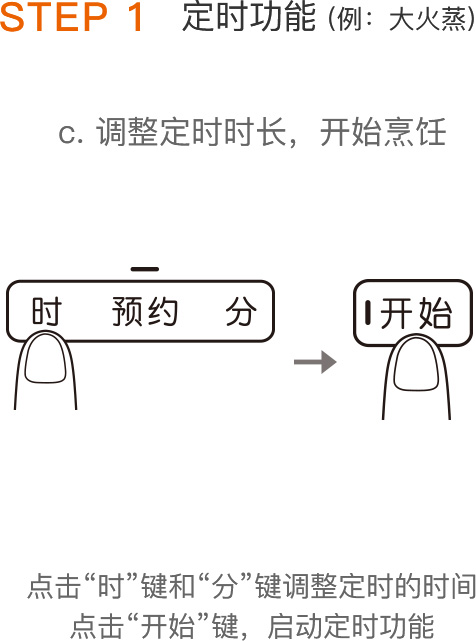 STEP 1 定时功能 (例：大火蒸)
c. 调整定时时长，开始烹饪
时 预约 分
开始
点击“时”键和“分”键调整定时的时间
点击“开始”键，启动定时功能